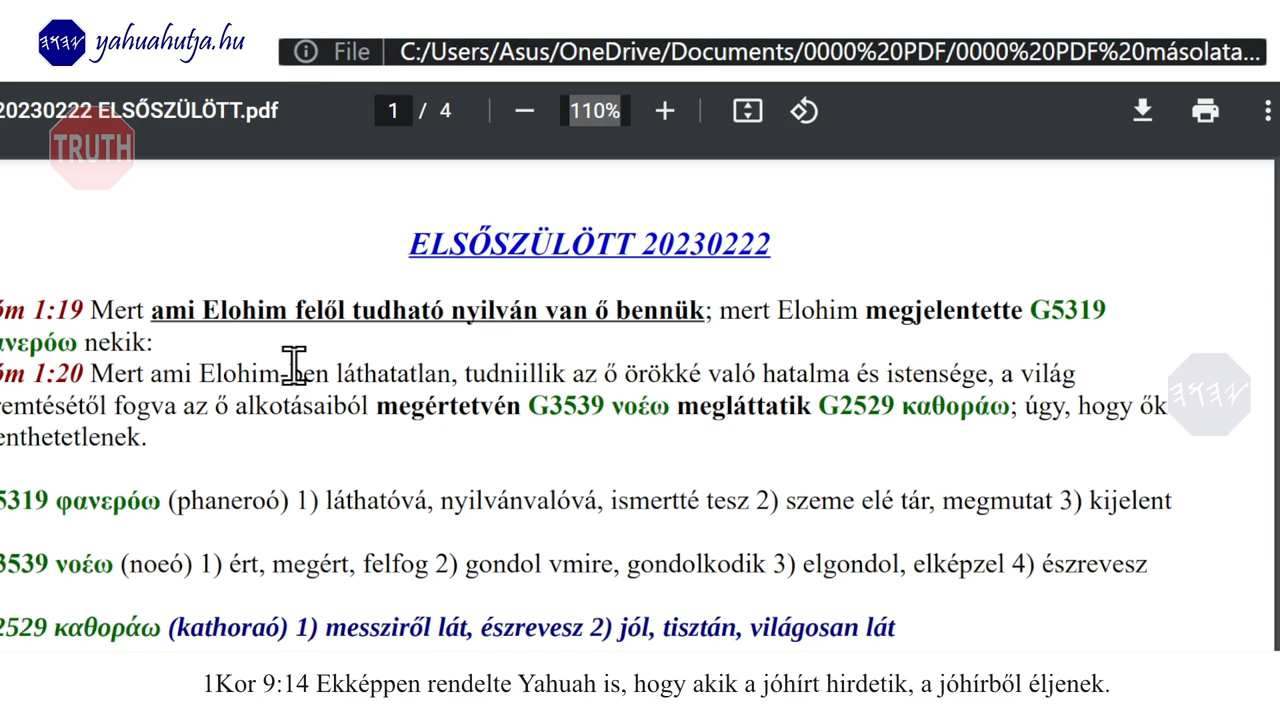 yahuahutja.hu
File C:/Users/Asus/OneDrive/Documents/0000%20PDF/0000%20PDF%20másolata...
20230222 ELSŐSZÜLÖTT.pdf 1 / 4 110%
TRUTH
ELSŐSZÜLÖTT 20230222
óm 1:19 Mert ami Elohim felől tudható nyilván van ő bennük; mert Elohim megjelentette G5319
ανερόω nekik:
óm 1:20 Mert ami Elohim-ben láthatatlan, tudniillik az ő örökké való hatalma és istensége, a világ
remtésétől fogva az ő alkotásaiból megértetvén G3539 νοέω megláttatik G2529 καθοράω; úgy, hogy ők
enthetetlenek.
5319 φανερόω (phaneroó) 1) láthatóvá, nyilvánvalóvá, ismertté tesz 2) szeme elé tár, megmutat 3) kijelent
3539 νοέω (noeó) 1) ért, megért, felfog 2) gondol vmire, gondolkodik 3) elgondol, elképzel 4) észrevesz
2529 καθοράω (kathoraó) 1) messziről lát, észrevesz 2) jól, tisztán, világosan lát
1Kor 9:14 Ekképpen rendelte Yahuah is, hogy akik a jóhírt hirdetik, a jóhírből éljenek.